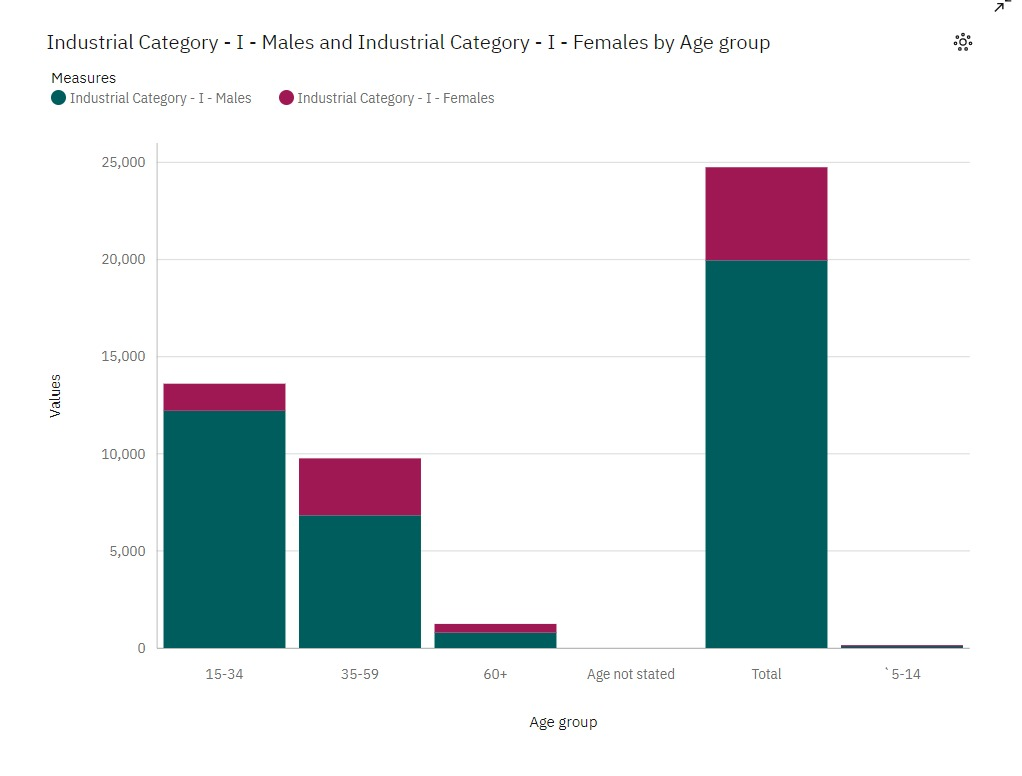 Industrial Category - I - Males and Industrial Category - I - Females by Age group
Measures
Industrial Category - I - Males
Industrial Category - I - Females
25,000
20,000
15,000
10,000
5,000
0
Values
15-34
35-59
60+
Age not stated
Total
`5-14
Age group